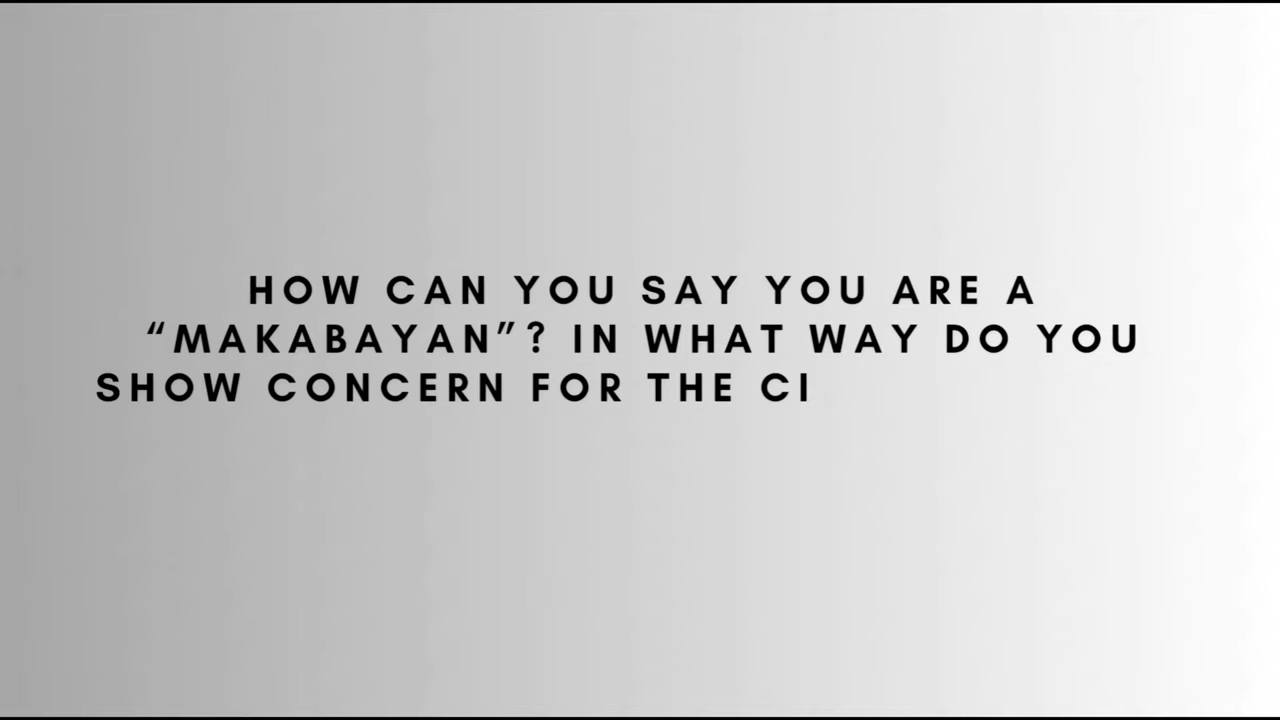 HOW CAN YOU SAY YOU ARE A
“MAKABAYAN”? IN WHAT WAY DO YOU
SHOW CONCERN FOR THE CI